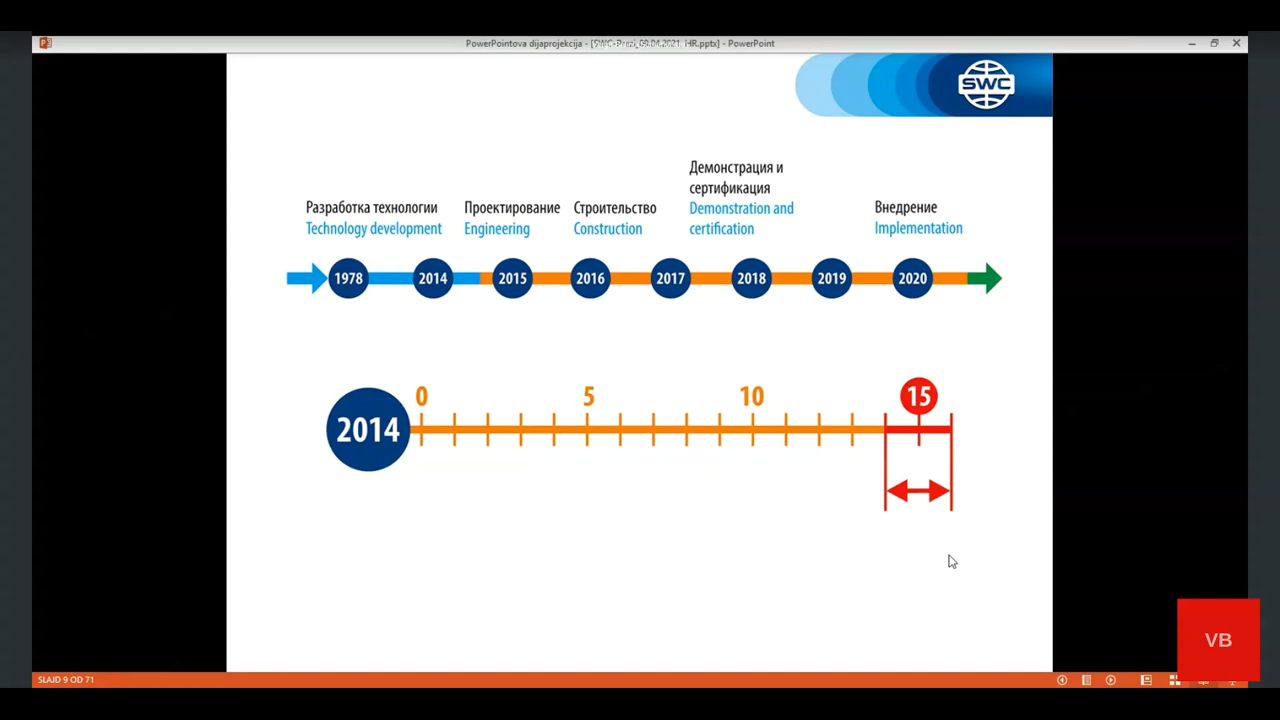 PowerPointova dijaprojekcija - [SWC-Prezi_09.04.2021. HR.pptx] - PowerPoint
SWC
Разработка технологии
Technology development
Проектирование
Engineering
Строительство
Construction
Демонстрация и
сертификация
Demonstration and
certification
Внедрение
Implementation
1978 2014 2015 2016 2017 2018 2019 2020
0 5 10 15
2014
VB
SLAJD 9 OD 71